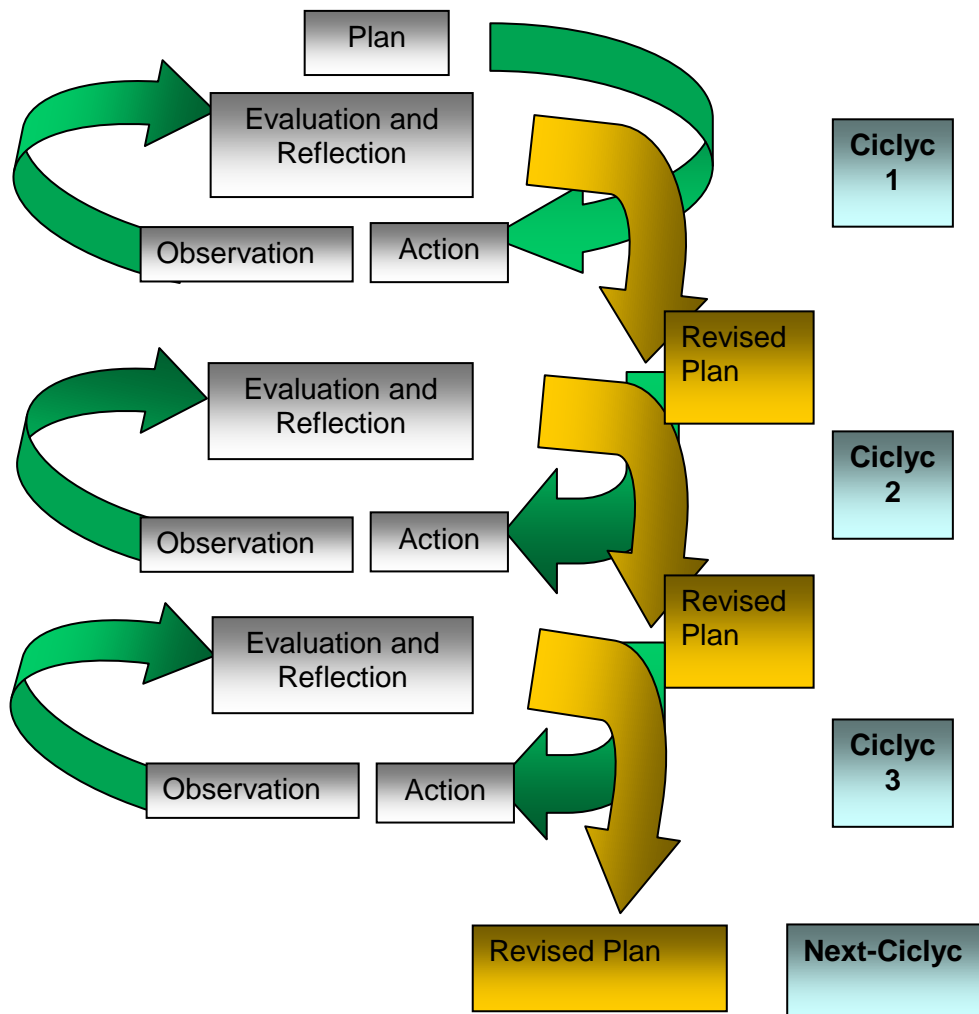 Plan
Evaluation and
Reflection
Ciclyc
1
Observation
Action
Revised
Plan
Evaluation and
Reflection
Ciclyc
2
Observation
Action
Revised
Plan
Evaluation and
Reflection
Ciclyc
3
Observation
Action
Revised Plan
Next-Ciclyc